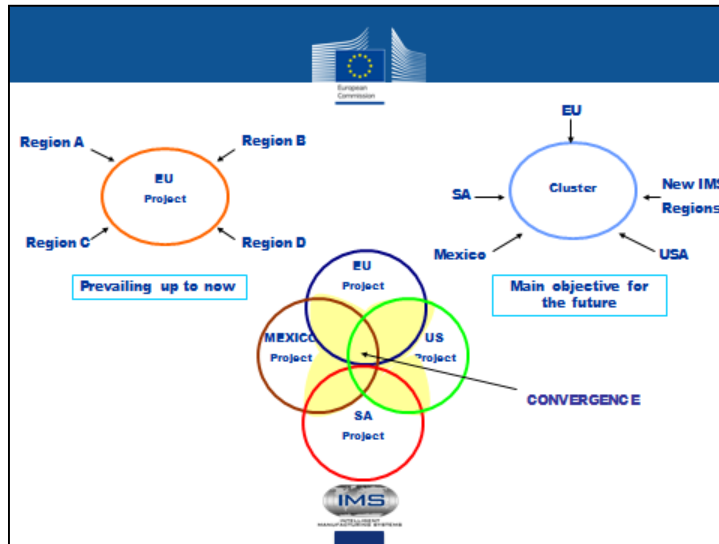 European
Commission
Region A
Region B
EU
Project
Region C
Region D
Prevailing up to now
EU
Cluster
SA
New IMS
Regions
Mexico
USA
Main objective for
the future
EU
Project
MEXICO
Project
US
Project
SA
Project
CONVERGENCE
IMS
INTELLIGENT
MANUFACTURING SYSTEMS